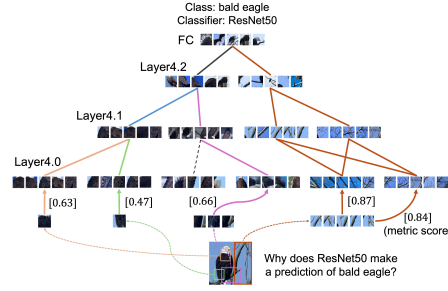 Class: bald eagle
Classifier: ResNet50
FC
Layer4.2
Layer4.1
Layer4.0
[0.63]
[0.47]
[0.66]
[0.87]
[0.84]
(metric score)
Why does ResNet50 make
a prediction of bald eagle?